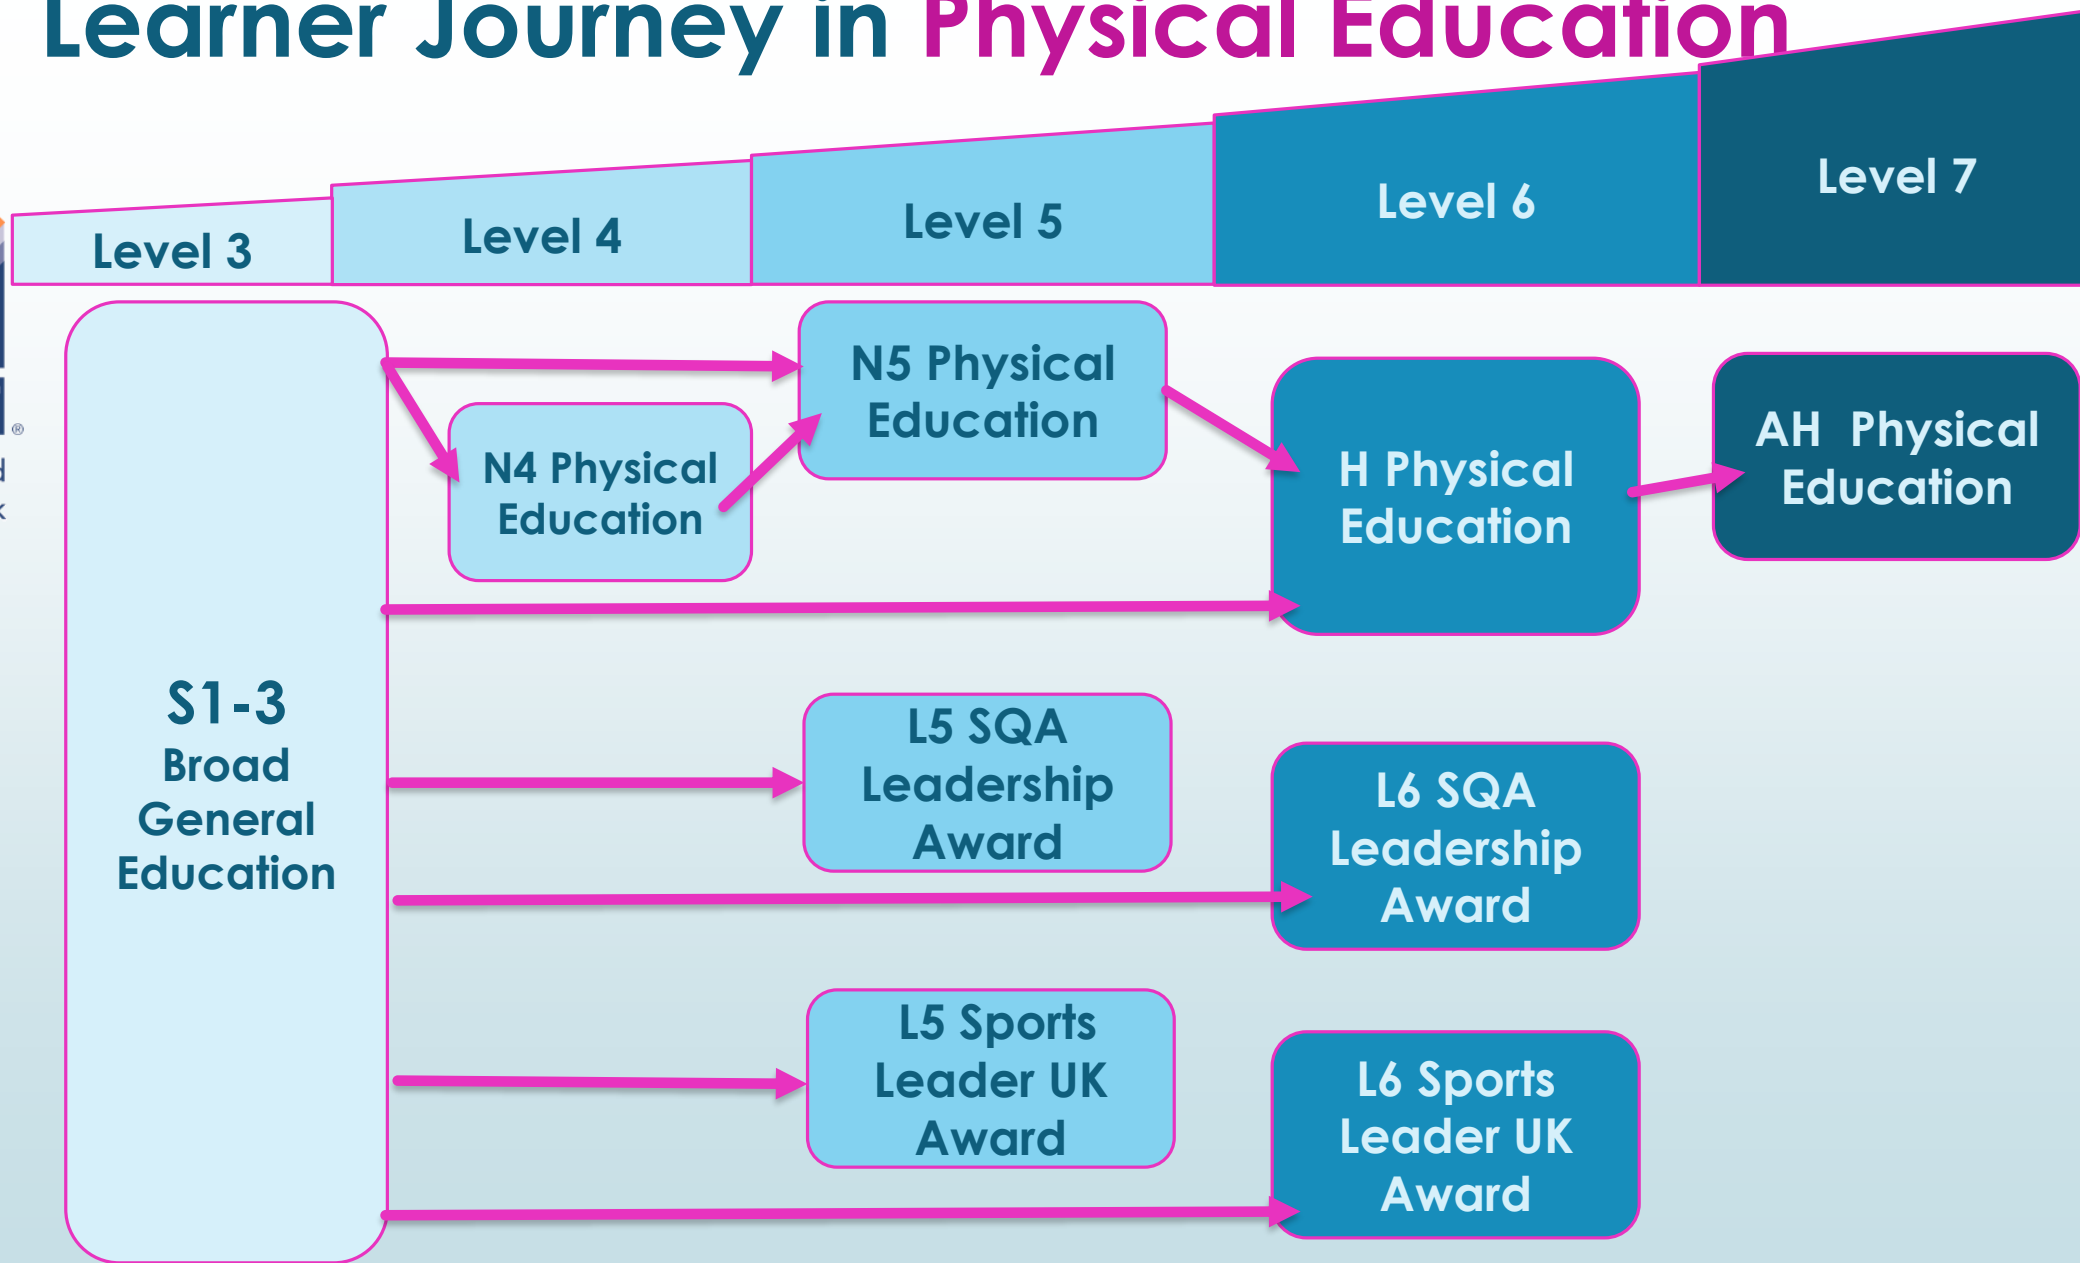 Learner Journey in Physical Education
Level 3
Level 4
Level 5
Level 6
Level 7
S1-3
Broad
General
Education
N4 Physical
Education
N5 Physical
Education
H Physical
Education
AH Physical
Education
L5 SQA
Leadership
Award
L6 SQA
Leadership
Award
L5 Sports
Leader UK
Award
L6 Sports
Leader UK
Award
®